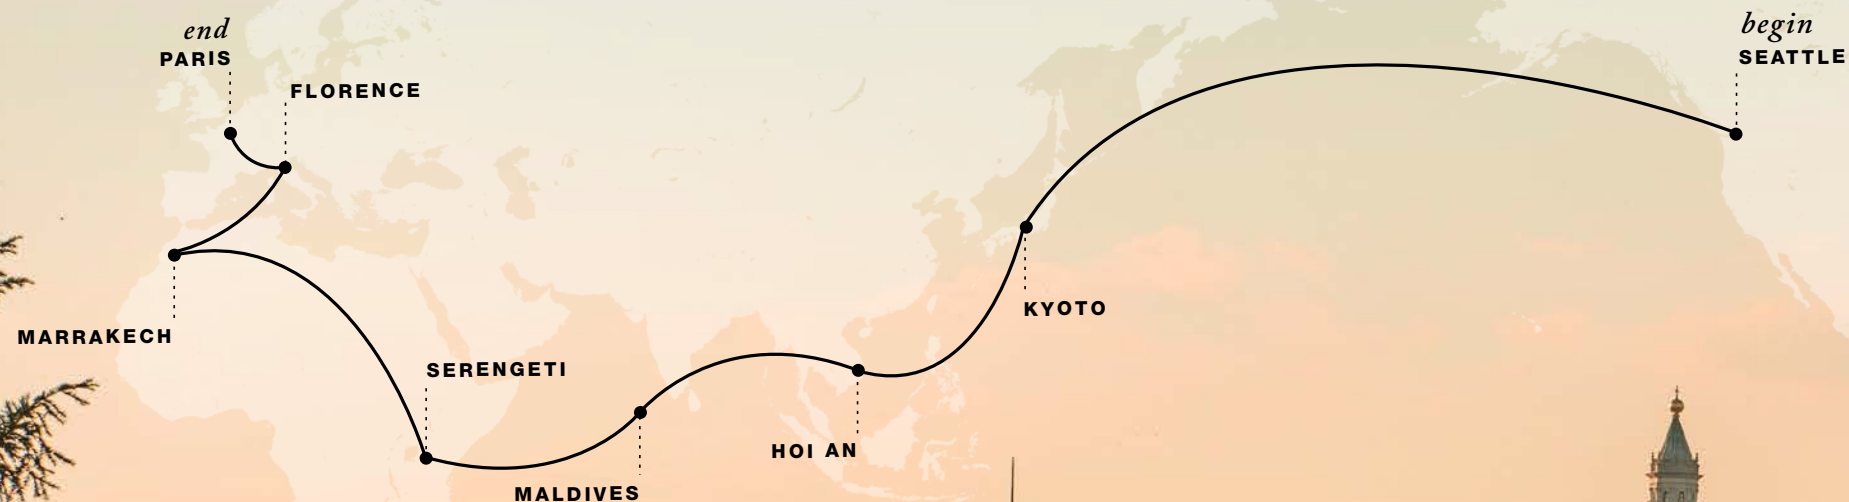 end
PARIS
FLORENCE
begin
SEATTLE
KYOTO
MARRAKECH
SERENGETI
HOI AN
MALDIVES